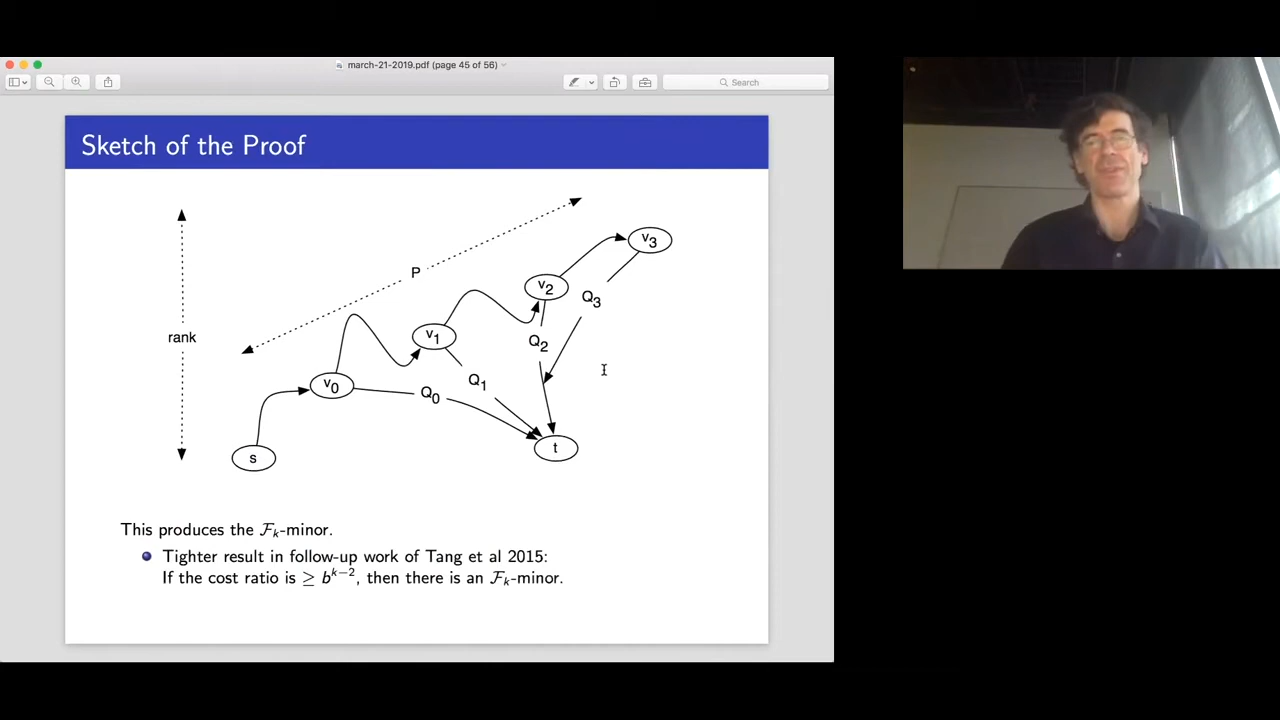 march-21-2019.pdf (page 45 of 56)
Search
Sketch of the Proof
rank
P
v3
v2
Q3
v1
Q2
v0
Q1
Q0
s
t
This produces the ℱk-minor.
Tighter result in follow-up work of Tang et al 2015:
If the cost ratio is ≥ b^{k−2}, then there is an ℱk-minor.